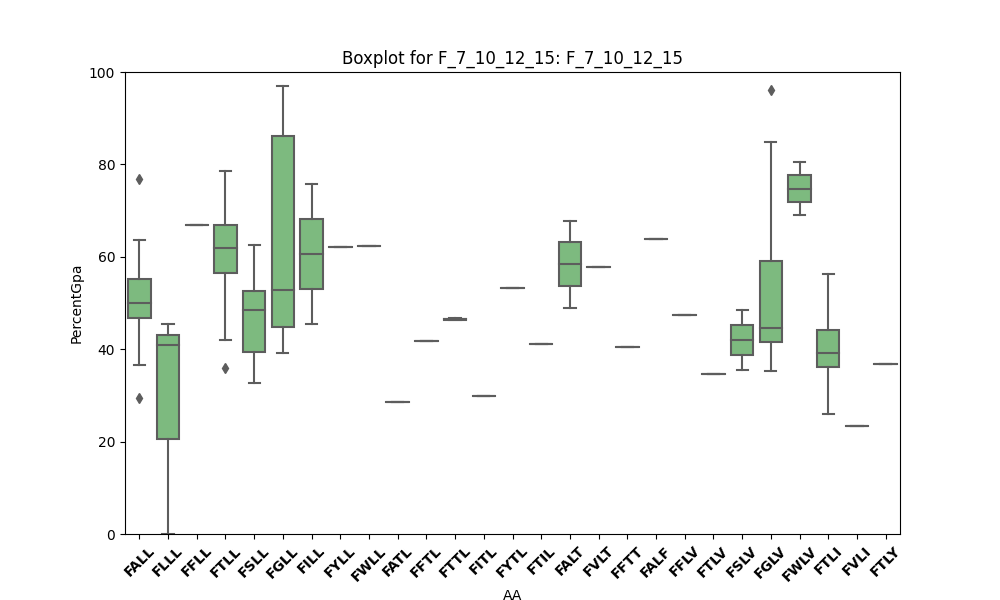 Boxplot for F_7_10_12_15: F_7_10_12_15
100
80
60
40
20
0
PercentGpa
FALL FLLL FFLL FTLL FSLL FGLL FILL FYLL FWLL FATL FFTL FTTL FITL FYTL FTIL FALT FVLT FFTT FALF FFLV FTLV FSLV FGLV FWLV FTLI FVLI FTLY
AA